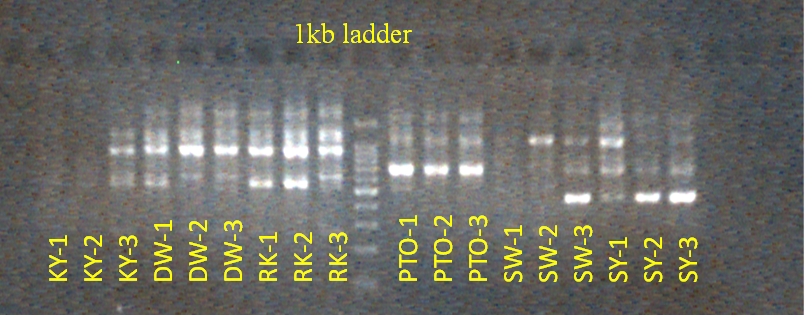 1kb ladder
KY-1
KY-2
KY-3
DW-1
DW-2
DW-3
RK-1
RK-2
RK-3
PTO-1
PTO-2
PTO-3
SW-1
SW-2
SW-3
SY-1
SY-2
SY-3